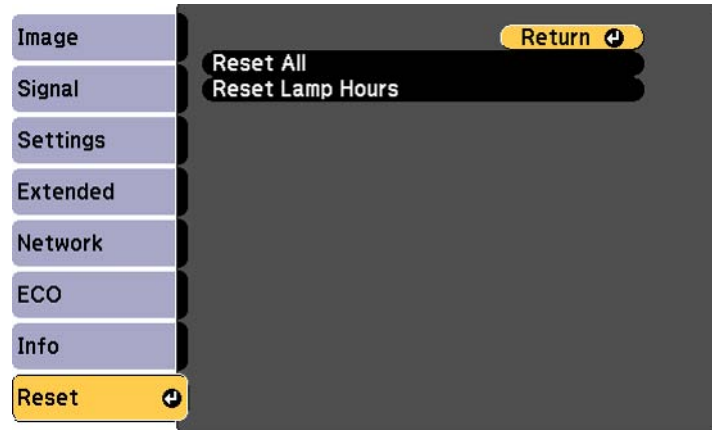 Image
Signal
Settings
Extended
Network
ECO
Info
Reset
Return
Reset All
Reset Lamp Hours